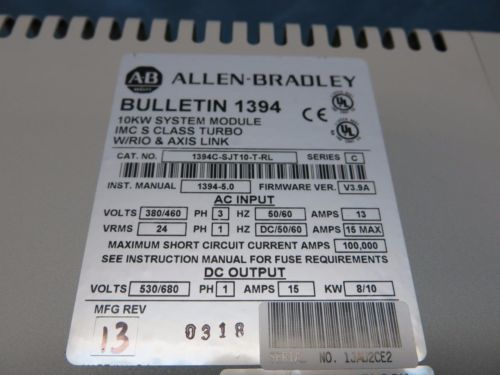 AB ALLEN-BRADLEY
BULLETIN 1394
10KW SYSTEM MODULE
IMC S CLASS TURBO
W/RIO & AXIS LINK
CE
UL
UL
CAT. NO. 1394C-SJT10-T-RL SERIES C
INST. MANUAL 1394-5.0 FIRMWARE VER. V3.9A
AC INPUT
VOLTS 380/460 PH 3 HZ 50/60 AMPS 13
VRMS 24 PH 1 HZ DC/50/60 AMPS 15 MAX
MAXIMUM SHORT CIRCUIT CURRENT AMPS 100,000
SEE INSTRUCTION MANUAL FOR FUSE REQUIREMENTS
DC OUTPUT
VOLTS 530/680 PH 1 AMPS 15 KW 8/10
MFG REV
13 0318
SERIAL NO. 13AU2CE2